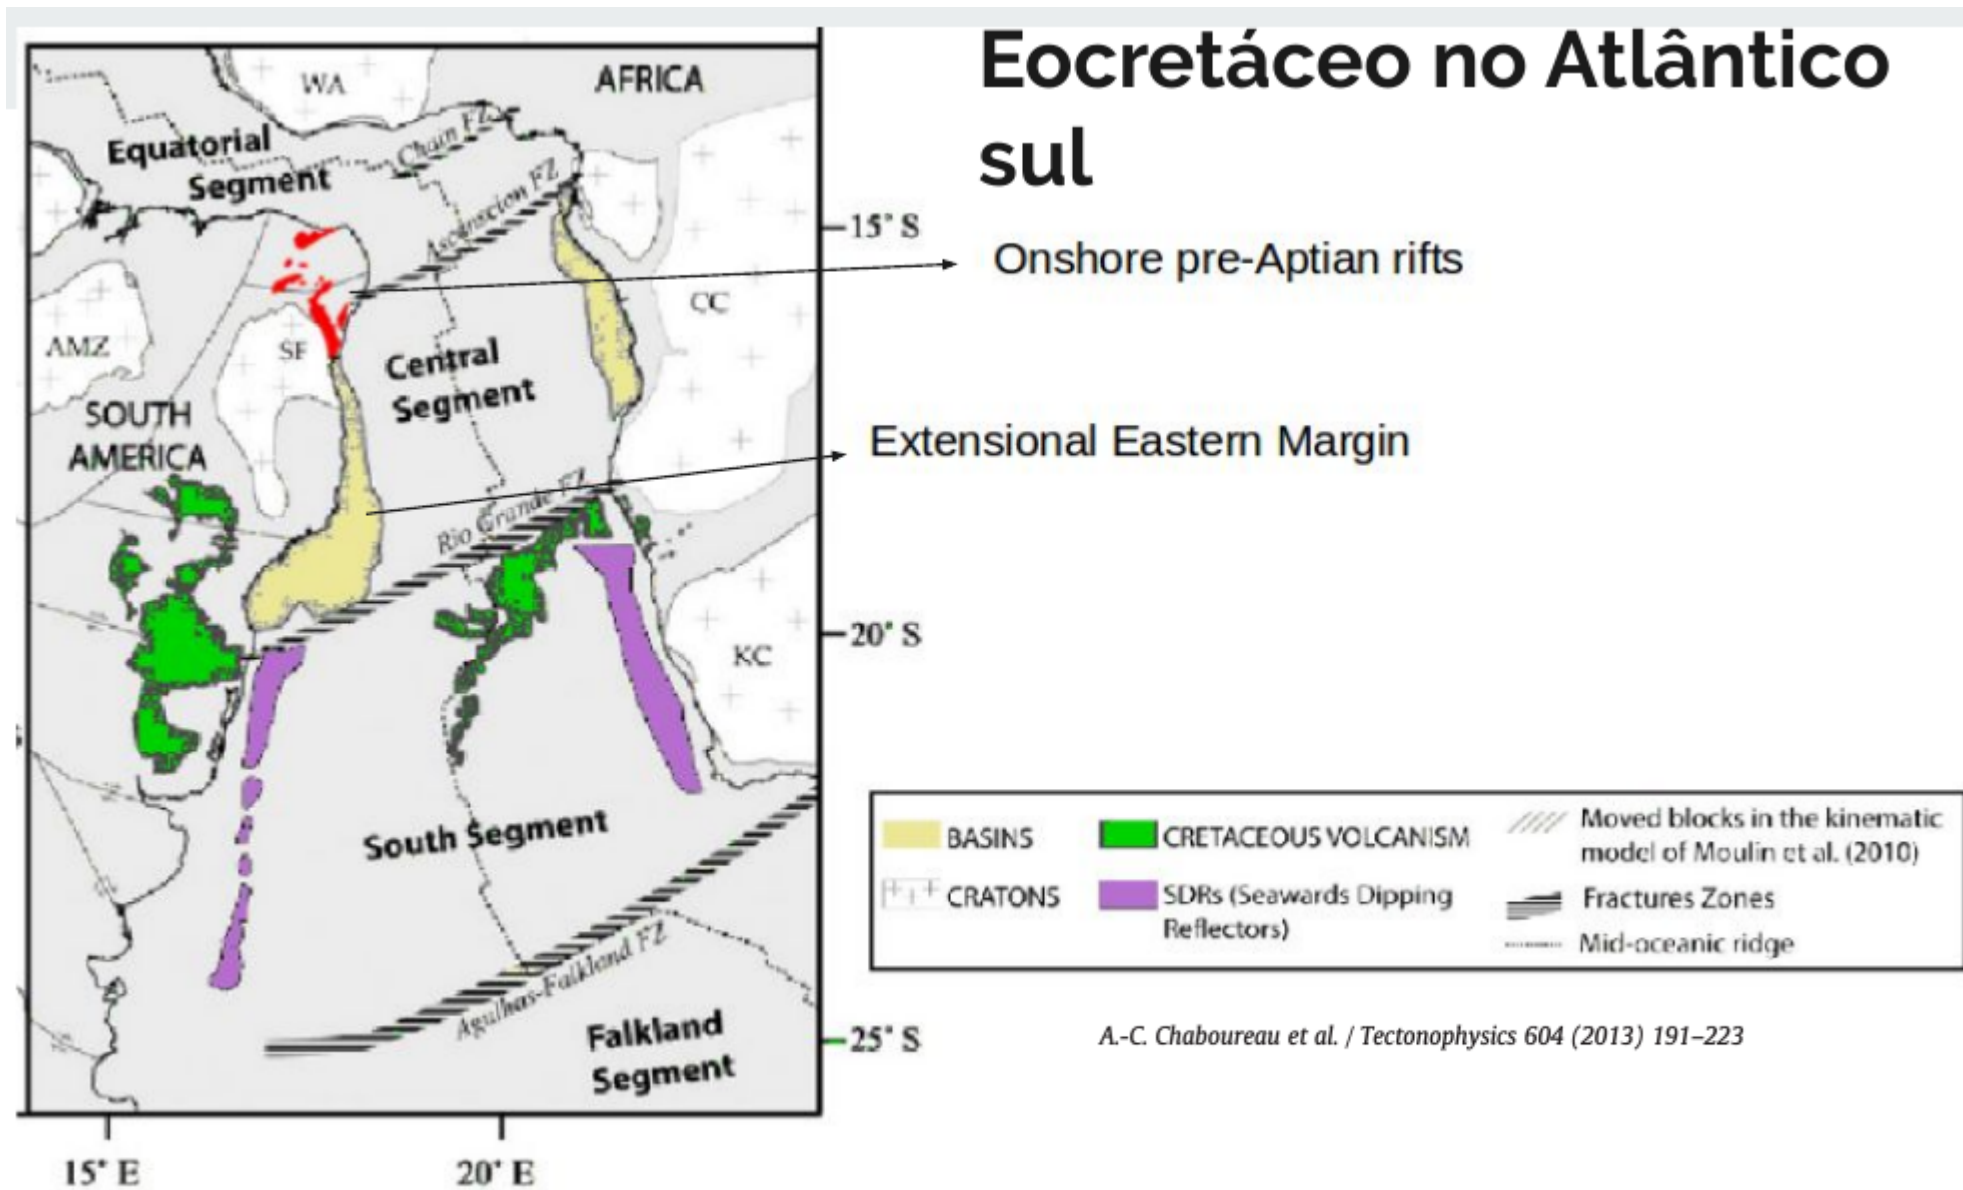 Eocretáceo no Atlântico
sul
WA
AFRICA
Equatorial
Segment
Chain FZ
Ascension FZ
15° S
Onshore pre-Aptian rifts
CC
AMZ
SF
Central
Segment
SOUTH
AMERICA
Extensional Eastern Margin
Rio Grande FZ
20° S
KC
South Segment
BASINS
CRATONS
CRETACEOUS VOLCANISM
SDRs (Seawards Dipping
Reflectors)
Moved blocks in the kinematic
model of Moulin et al. (2010)
Fractures Zones
Mid-oceanic ridge
Agulhas-Falkland FZ
Falkland
Segment
25° S
A.-C. Chaboureau et al. / Tectonophysics 604 (2013) 191–223
15° E
20° E